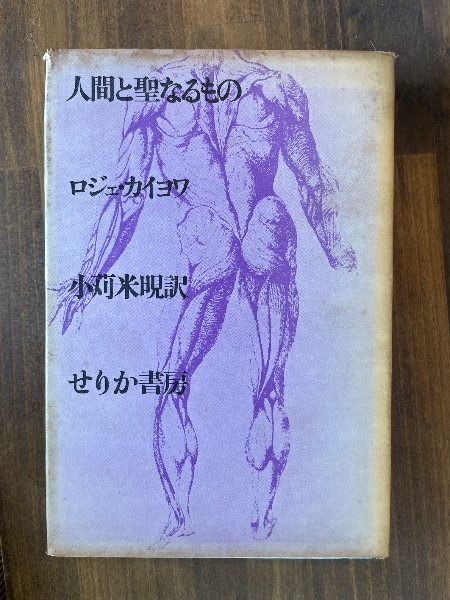 人間と聖なるもの
ロジェ・カイヨワ
小苅米晛訳
せりか書房